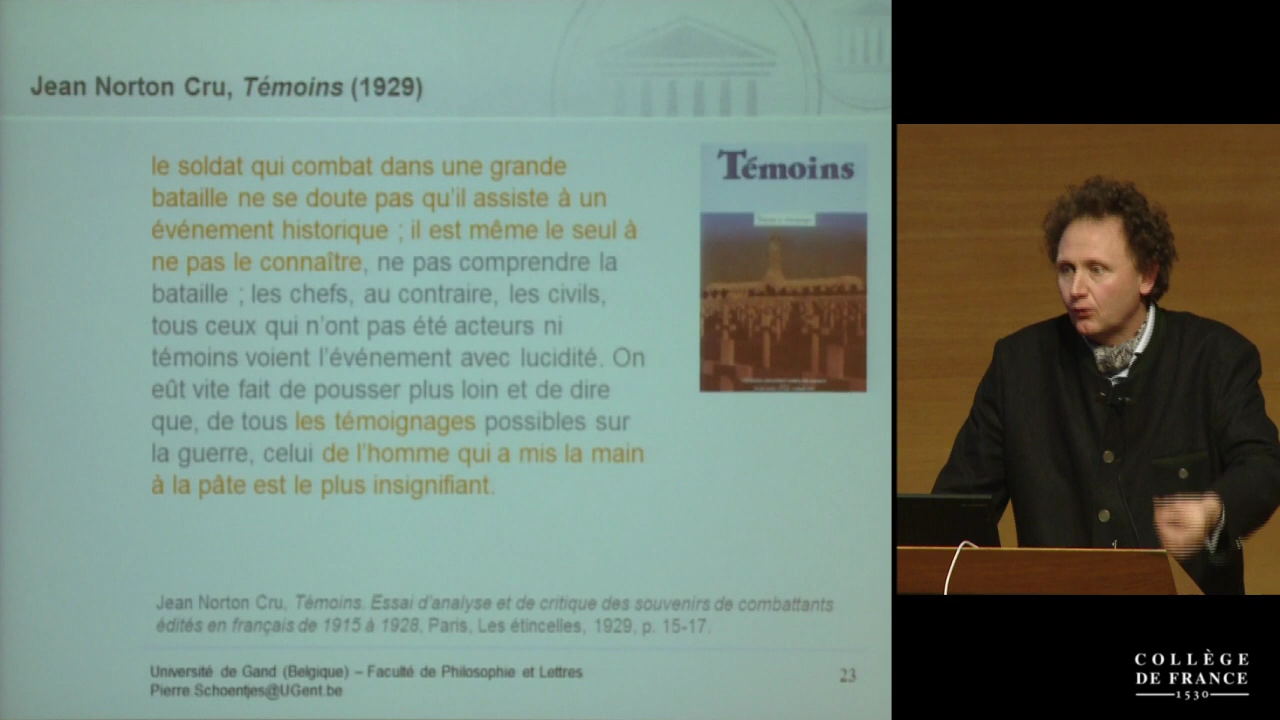 Jean Norton Cru, Témoins (1929)
le soldat qui combat dans une grande
bataille ne se doute pas qu'il assiste à un
événement historique ; il est même le seul à
ne pas le connaître, ne pas comprendre la
bataille ; les chefs, au contraire, les civils,
tous ceux qui n'ont pas été acteurs ni
témoins voient l'événement avec lucidité. On
eût vite fait de pousser plus loin et de dire
que, de tous les témoignages possibles sur
la guerre, celui de l'homme qui a mis la main
à la pâte est le plus insignifiant.
Témoins
Jean Norton Cru, Témoins. Essai d'analyse et de critique des souvenirs de combattants
édités en français de 1915 à 1928, Paris, Les étincelles, 1929, p. 15-17.
Université de Gand (Belgique) – Faculté de Philosophie et Lettres
Pierre.Schoentjes@UGent.be
23
COLLÈGE
DE FRANCE
1530